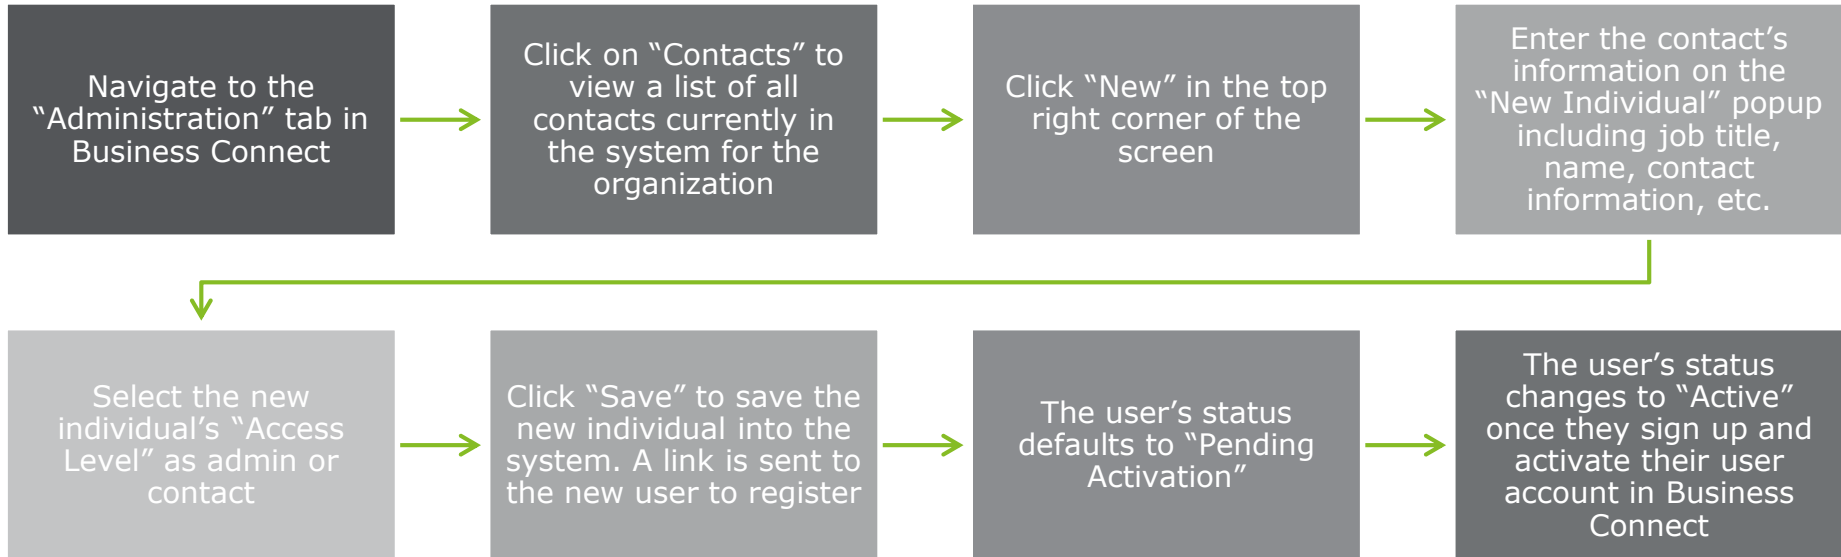 Navigate to the
“Administration” tab in
Business Connect
Click on “Contacts” to
view a list of all
contacts currently in
the system for the
organization
Click “New” in the top
right corner of the
screen
Enter the contact’s
information on the
“New Individual” popup
including job title,
name, contact
information, etc.
Select the new
individual’s “Access
Level” as admin or
contact
Click “Save” to save the
new individual into the
system. A link is sent to
the new user to register
The user’s status
defaults to “Pending
Activation”
The user’s status
changes to “Active”
once they sign up and
activate their user
account in Business
Connect